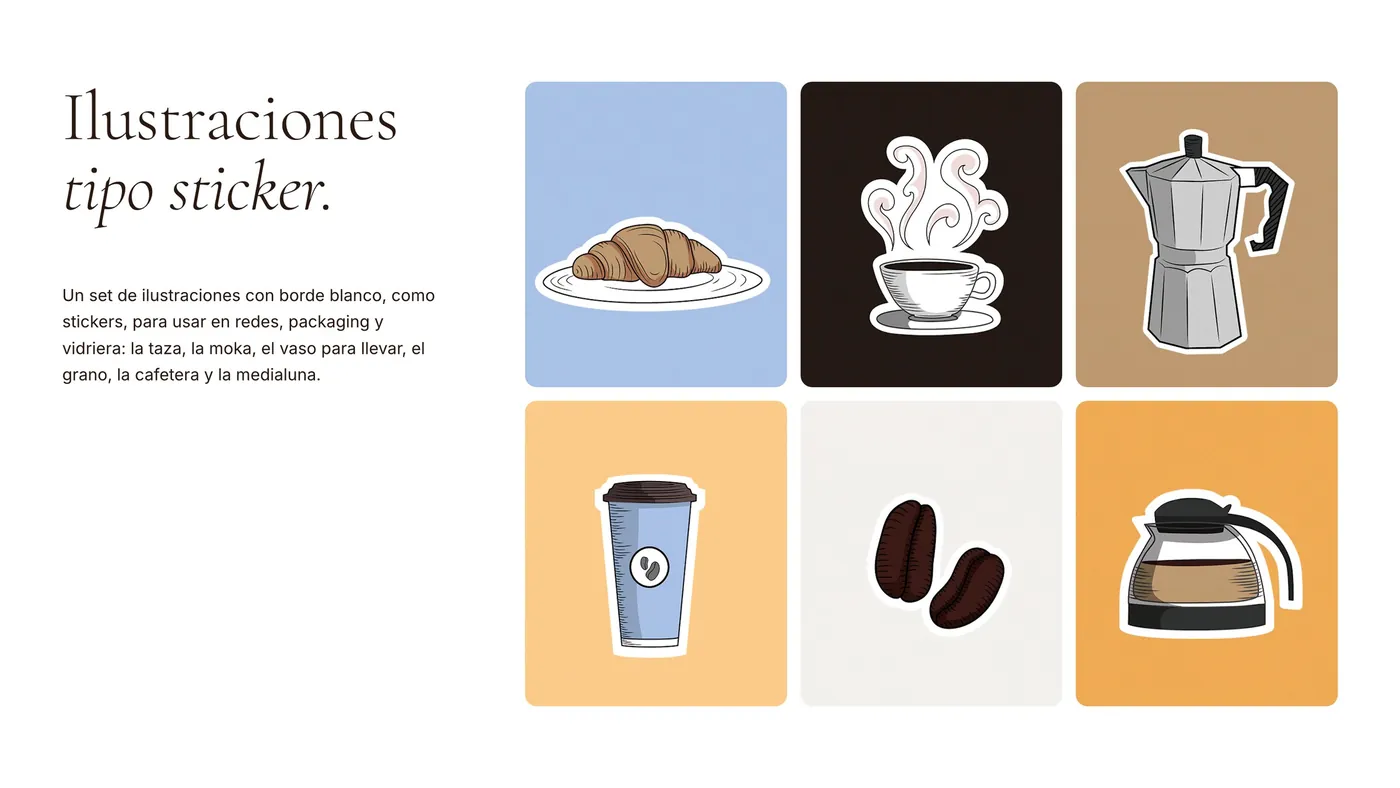 Ilustraciones
tipo sticker.
Un set de ilustraciones con borde blanco, como
stickers, para usar en redes, packaging y
vidriera: la taza, la moka, el vaso para llevar, el
grano, la cafetera y la medialuna.